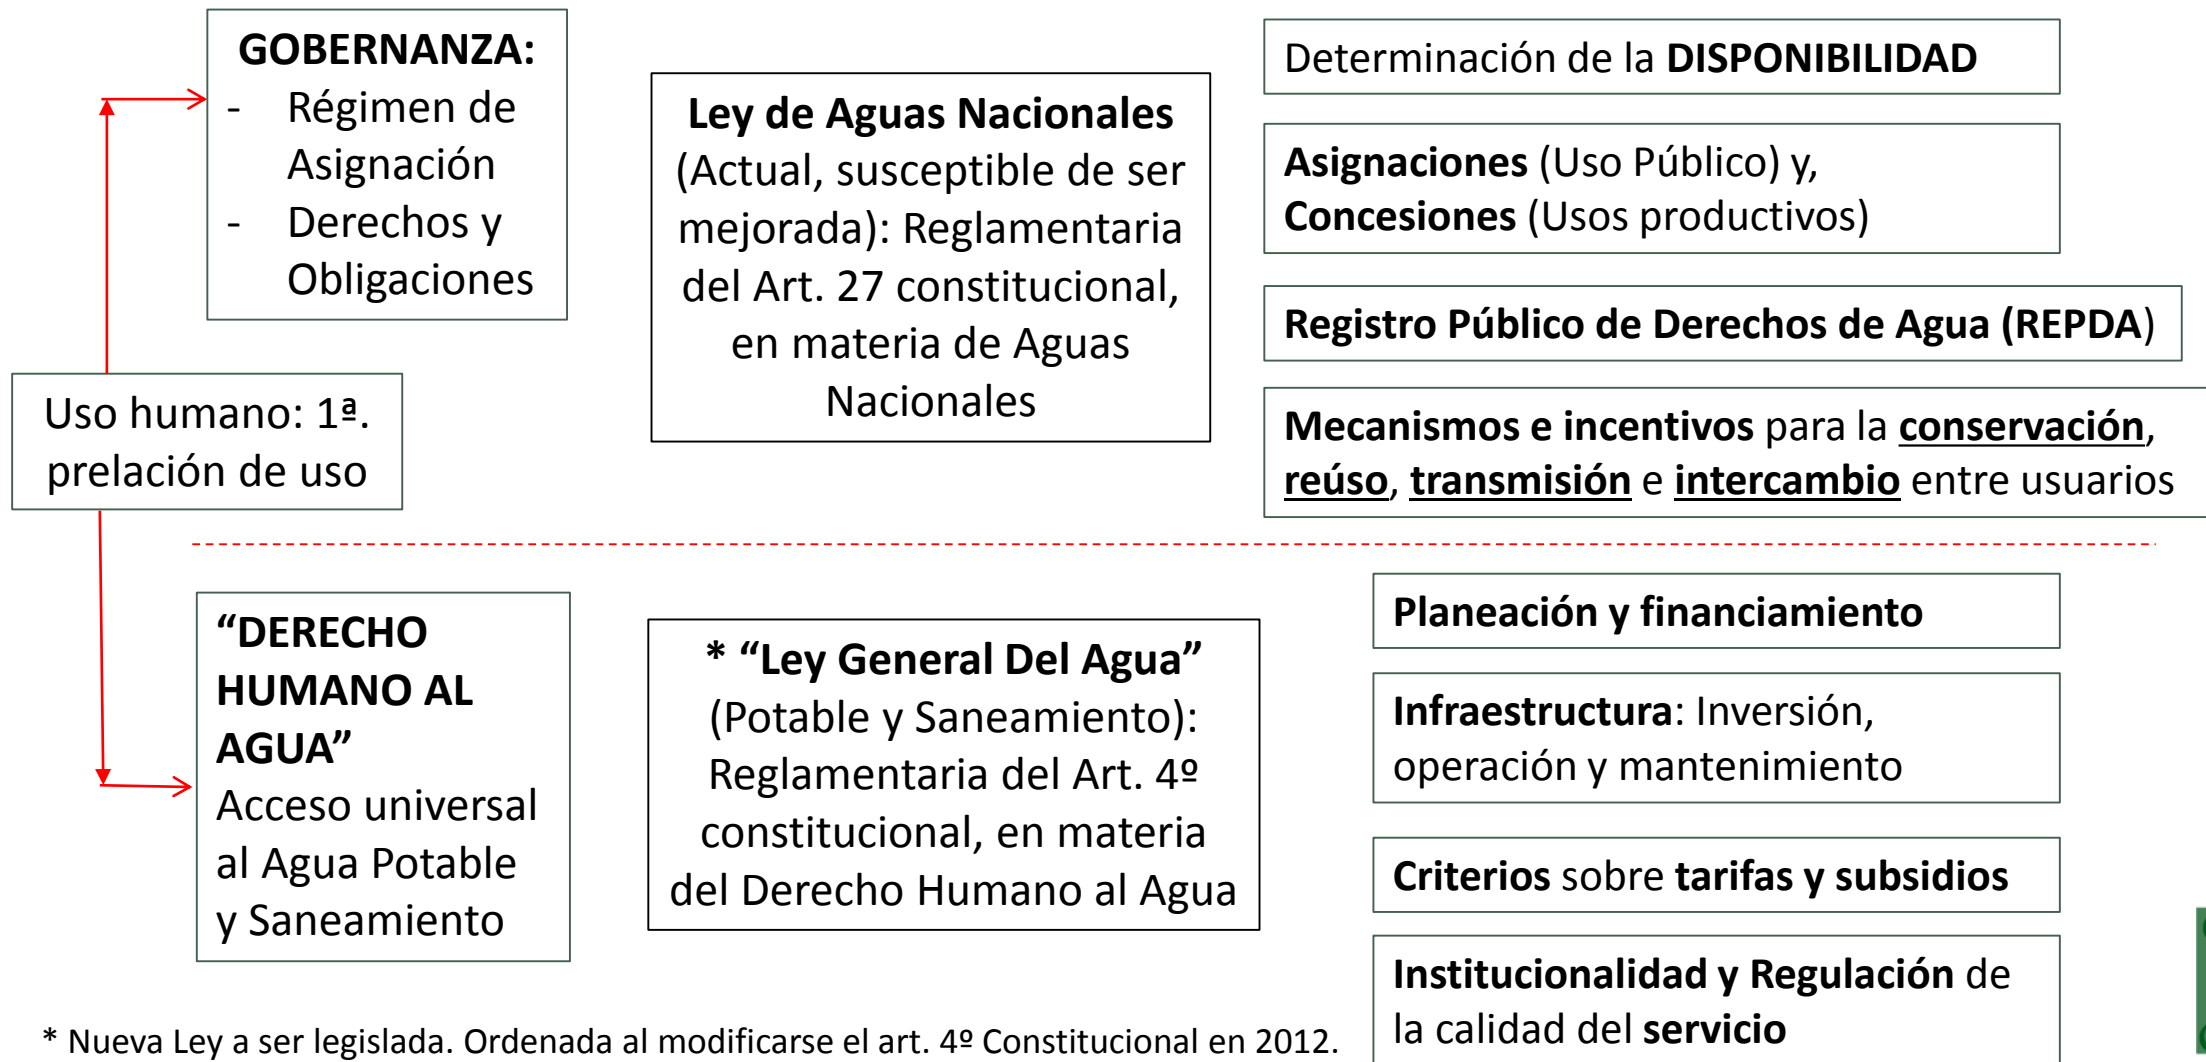 GOBERNANZA:
- Régimen de
Asignación
- Derechos y
Obligaciones
Ley de Aguas Nacionales
(Actual, susceptible de ser
mejorada): Reglamentaria
del Art. 27 constitucional,
en materia de Aguas
Nacionales
Determinación de la DISPONIBILIDAD
Asignaciones (Uso Público) y,
Concesiones (Usos productivos)
Registro Público de Derechos de Agua (REPDA)
Mecanismos e incentivos para la conservación,
reúso, transmisión e intercambio entre usuarios
Uso humano: 1ª.
prelación de uso
“DERECHO
HUMANO AL
AGUA”
Acceso universal
al Agua Potable
y Saneamiento
* “Ley General Del Agua”
(Potable y Saneamiento):
Reglamentaria del Art. 4º
constitucional, en materia
del Derecho Humano al Agua
Planeación y financiamiento
Infraestructura: Inversión,
operación y mantenimiento
Criterios sobre tarifas y subsidios
Institucionalidad y Regulación de
la calidad del servicio
* Nueva Ley a ser legislada. Ordenada al modificarse el art. 4º Constitucional en 2012.